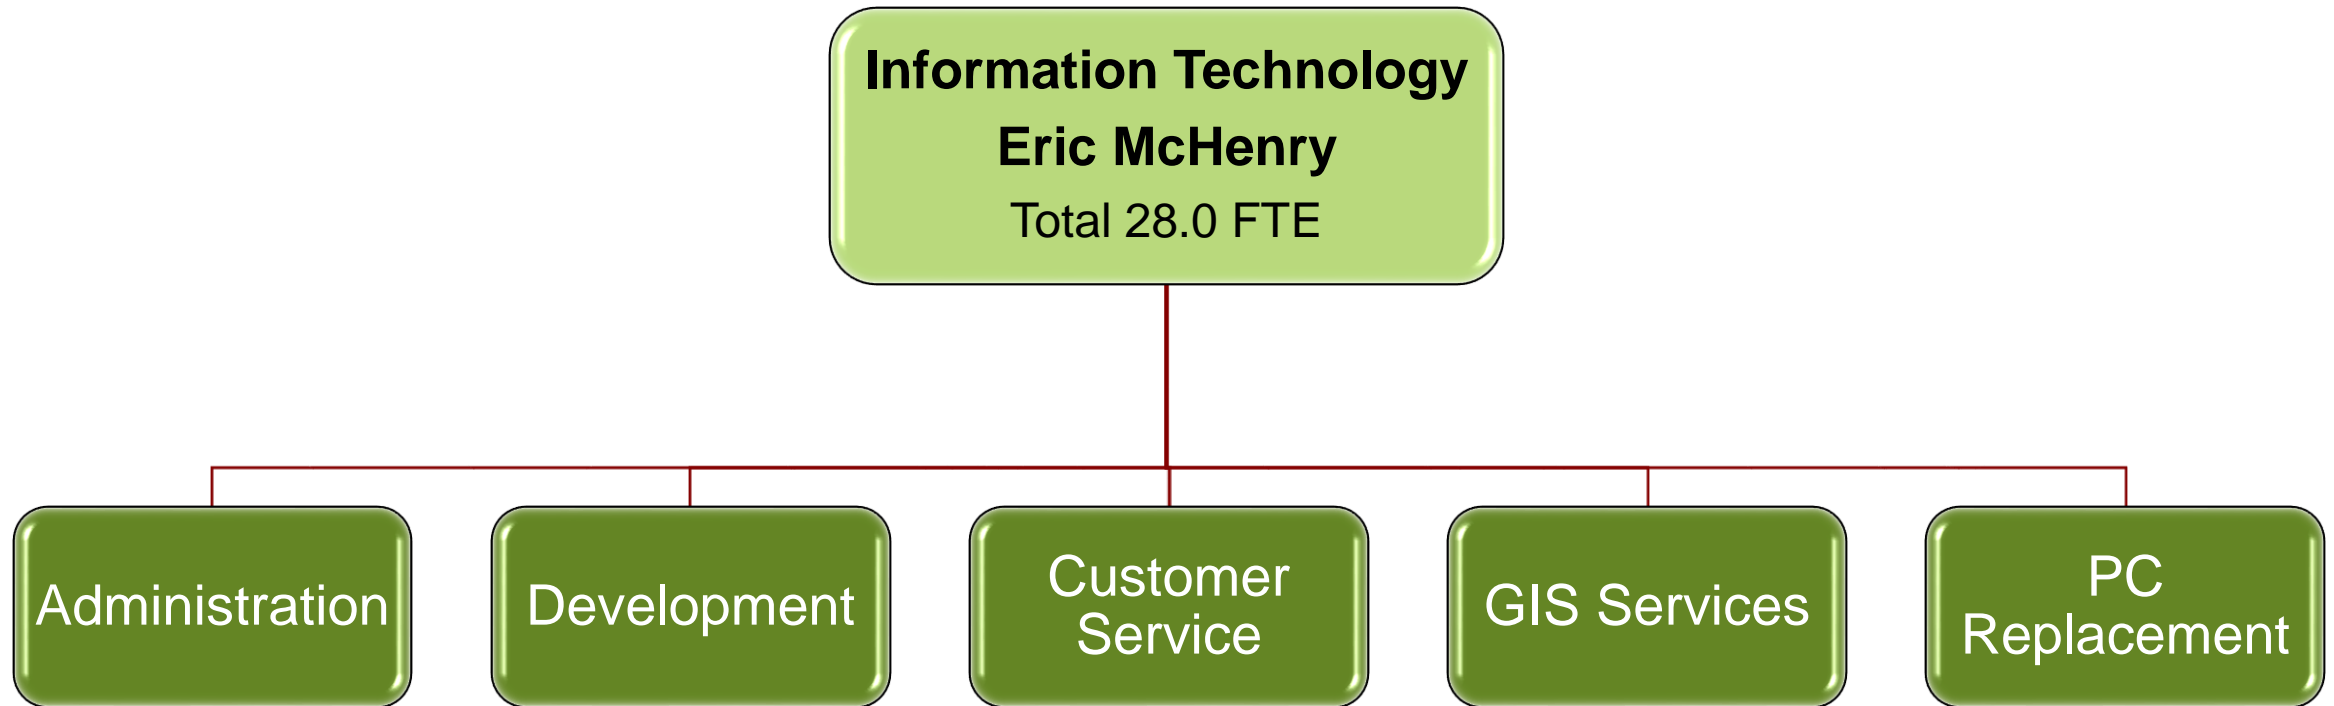 Information Technology
Eric McHenry
Total 28.0 FTE
Administration
Development
Customer
Service
GIS Services
PC
Replacement